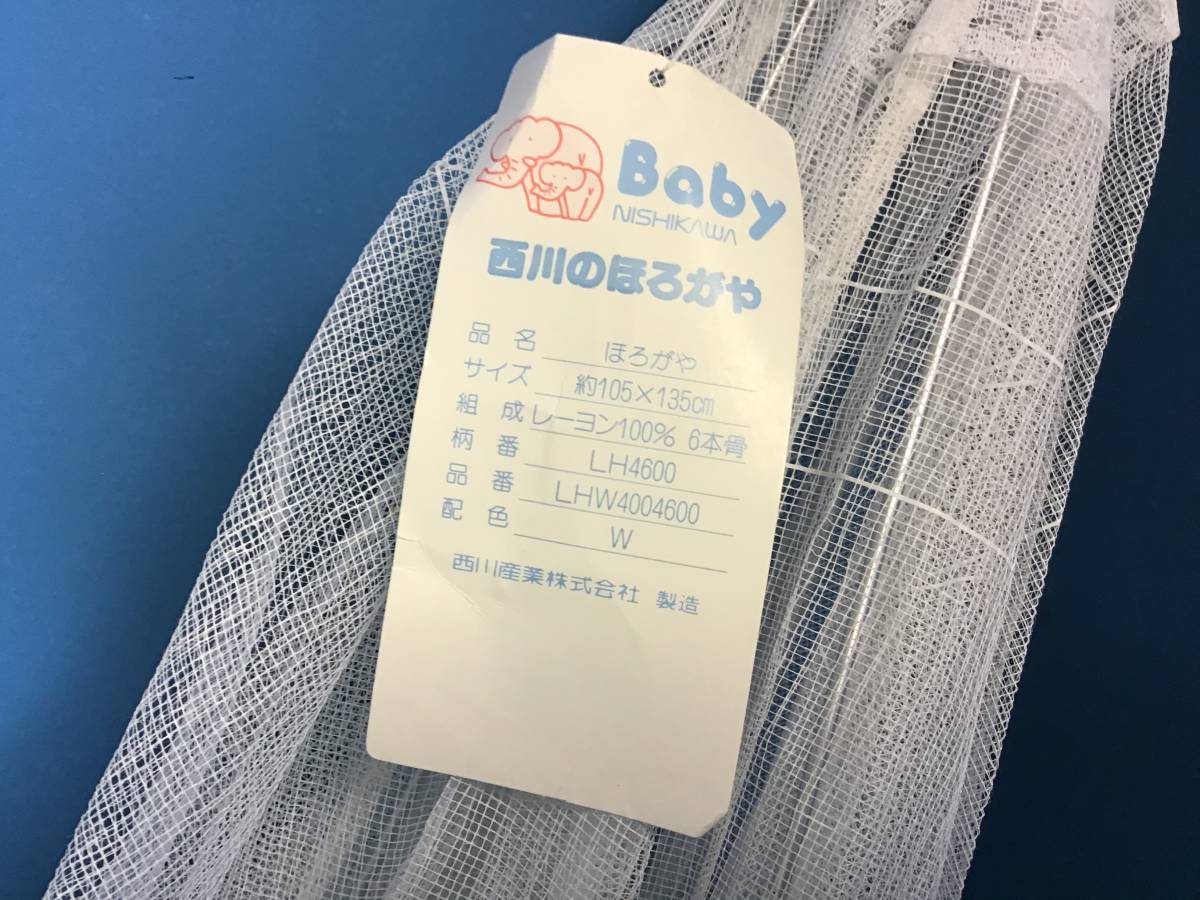 Baby
NISHIKAWA
西川のほろがや
品 名 ほろがや
サイズ 約105×135cm
組 成 レーヨン100% 6本骨
柄 番 LH4600
品 番 LHW4004600
配 色 W
西川産業株式会社 製造